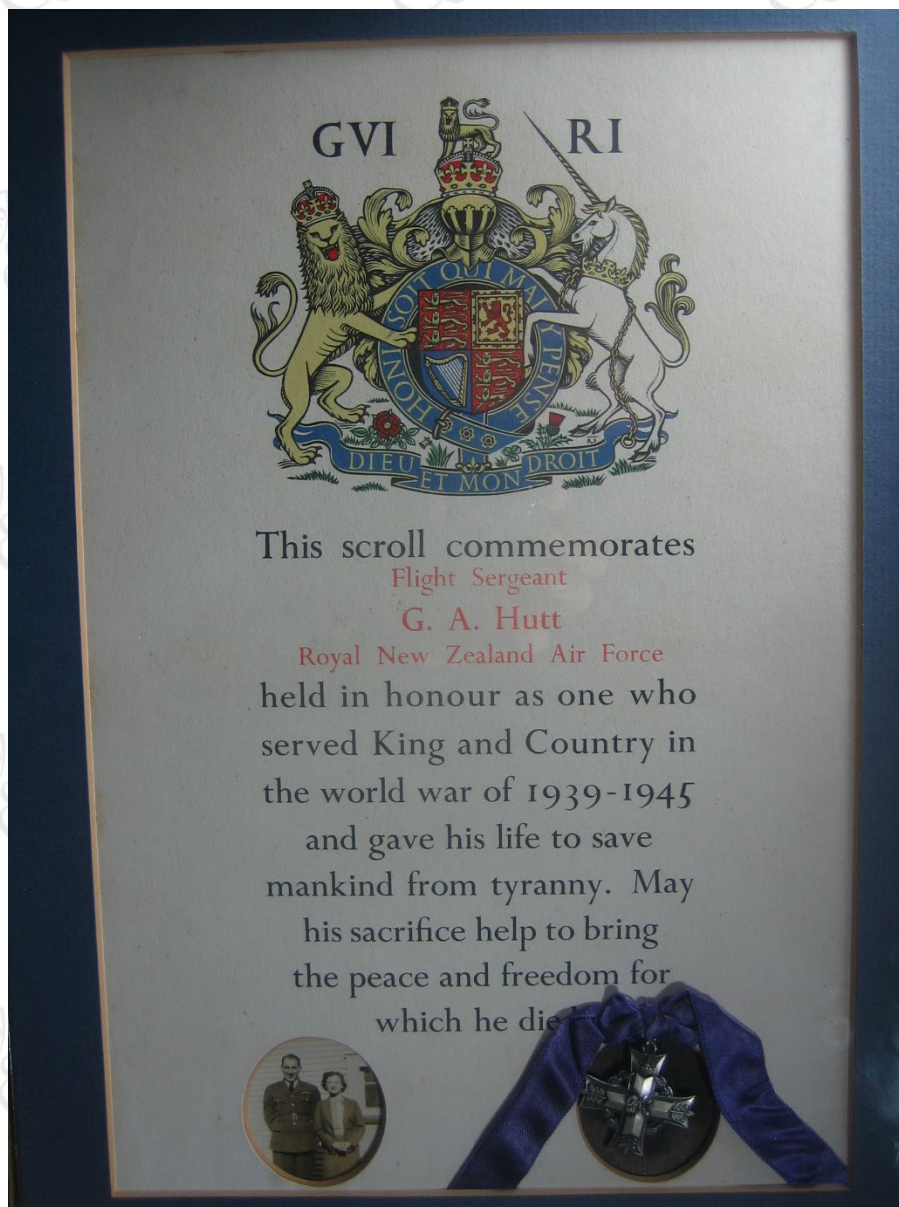 GVI RI
HONI SOIT QUI MAL Y PENSE
DIEU ET MON DROIT
This scroll commemorates
Flight Sergeant
G. A. Hutt
Royal New Zealand Air Force
held in honour as one who
served King and Country in
the world war of 1939-1945
and gave his life to save
mankind from tyranny. May
his sacrifice help to bring
the peace and freedom for
which he die